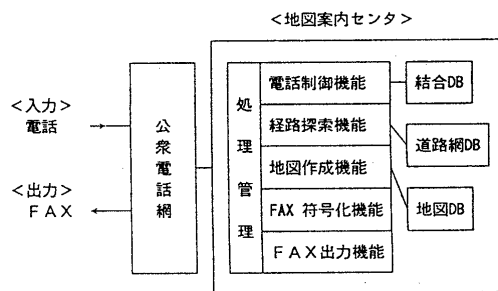 <地図案内センタ>
<入力>
電話
<出力>
FAX
公衆電話網
処理管理
電話制御機能
経路探索機能
地図作成機能
FAX 符号化機能
FAX出力機能
結合DB
道路網DB
地図DB